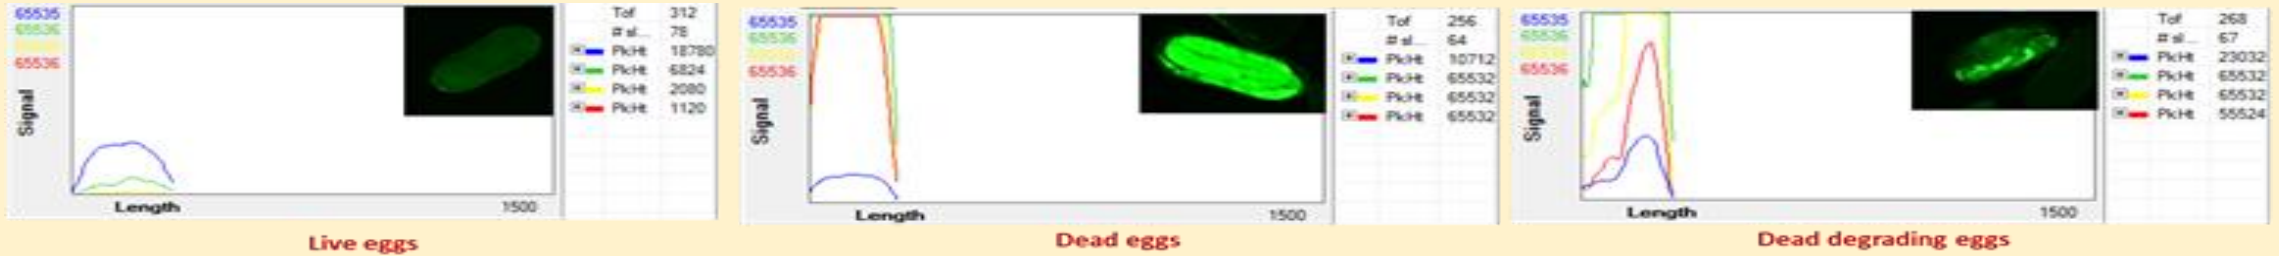 65535
65536
65536
Signal
Length
1500
Tof 312
# sl... 78
PkHt 18780
PkHt 6824
PkHt 2080
PkHt 1120
Live eggs
65535
65536
65536
Signal
Length
1500
Tof 256
# sl... 64
PkHt 10712
PkHt 65532
PkHt 65532
PkHt 65532
Dead eggs
65535
65536
65536
Signal
Length
1500
Tof 268
# sl... 67
PkHt 23032
PkHt 65532
PkHt 65532
PkHt 55524
Dead degrading eggs